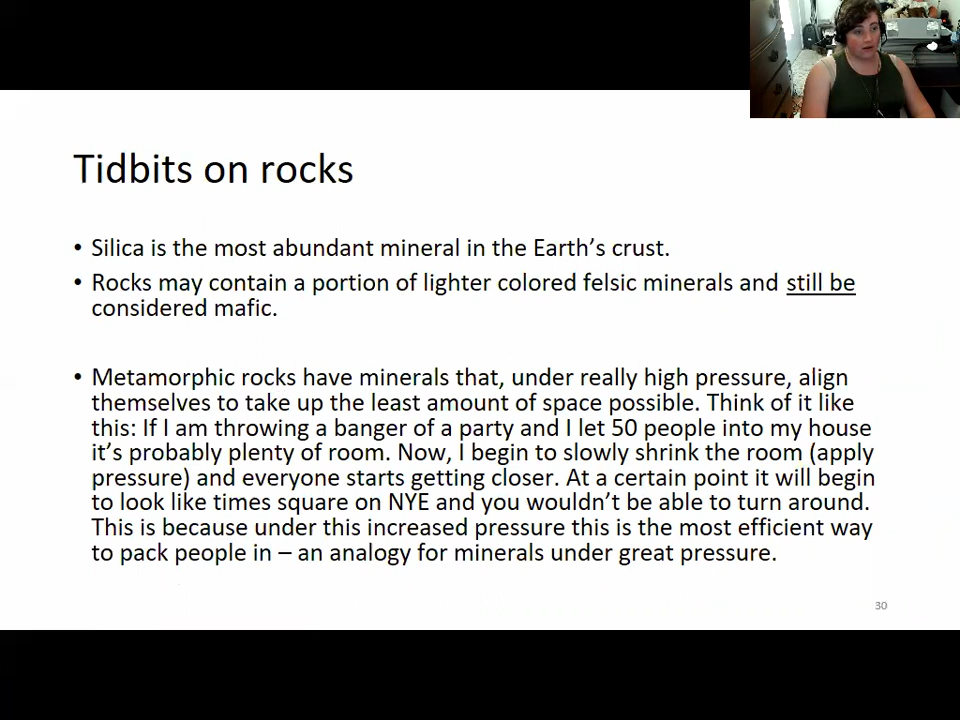 Tidbits on rocks
• Silica is the most abundant mineral in the Earth’s crust.
• Rocks may contain a portion of lighter colored felsic minerals and still be
considered mafic.
• Metamorphic rocks have minerals that, under really high pressure, align
themselves to take up the least amount of space possible. Think of it like
this: If I am throwing a banger of a party and I let 50 people into my house
it’s probably plenty of room. Now, I begin to slowly shrink the room (apply
pressure) and everyone starts getting closer. At a certain point it will begin
to look like times square on NYE and you wouldn’t be able to turn around.
This is because under this increased pressure this is the most efficient way
to pack people in – an analogy for minerals under great pressure.
30